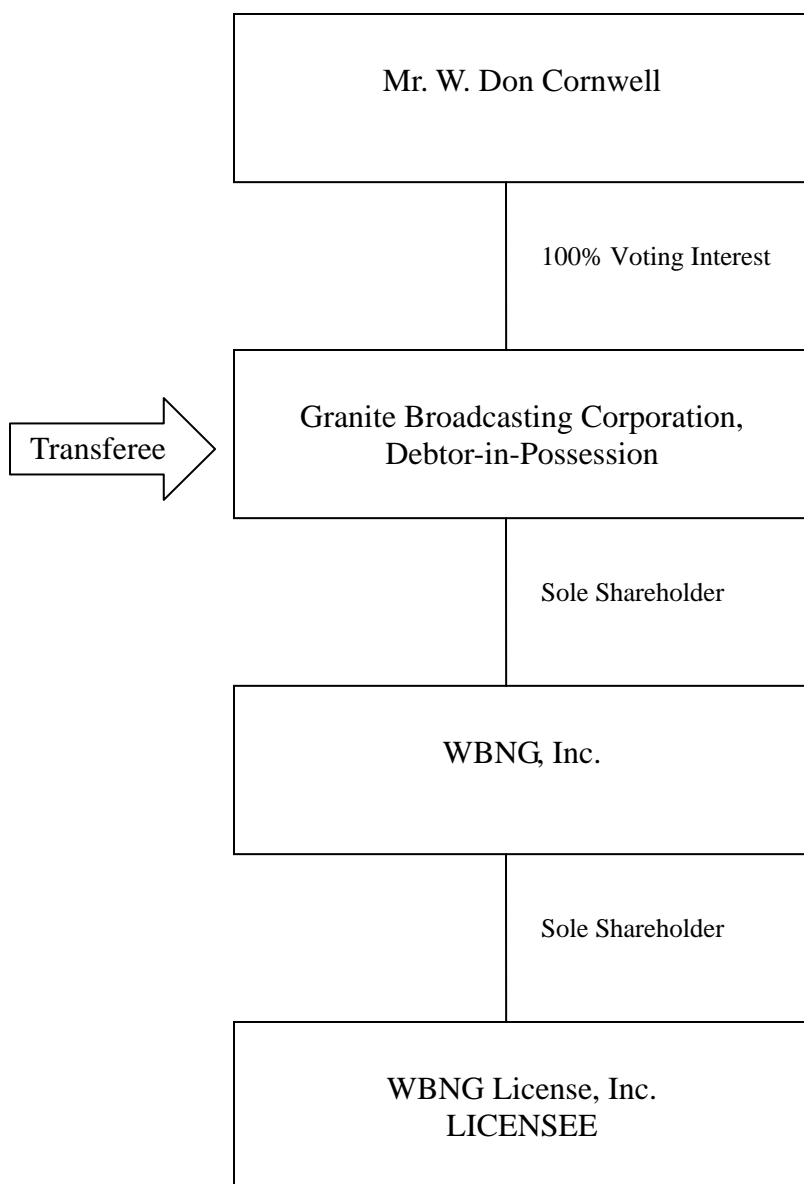 Mr. W. Don Cornwell
100% Voting Interest
Granite Broadcasting Corporation,
Debtor-in-Possession
Transferee
Sole Shareholder
WBNG, Inc.
Sole Shareholder
WBNG License, Inc.
LICENSEE